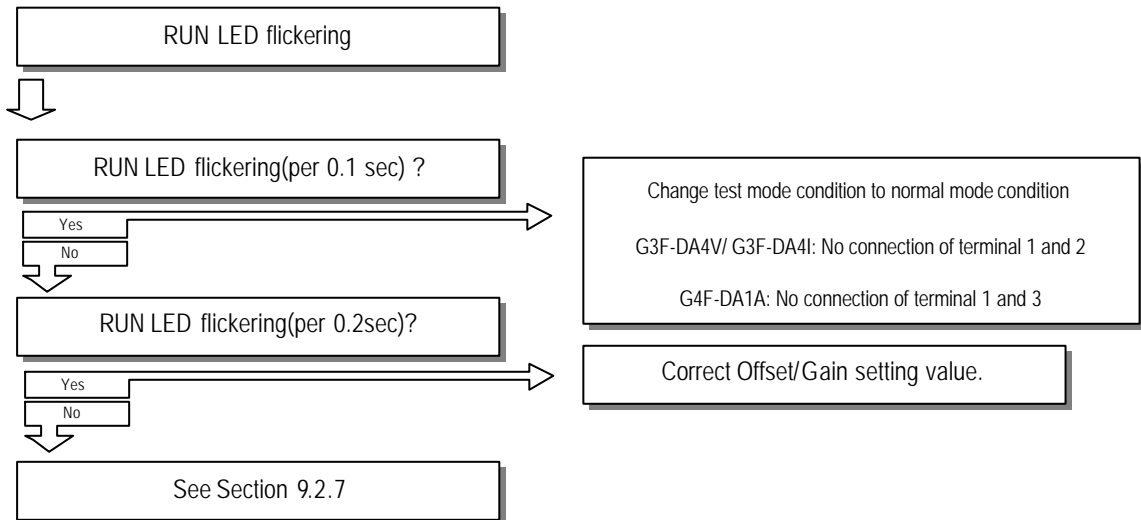 RUN LED flickering
RUN LED flickering(per 0.1 sec) ?
Yes
No
Change test mode condition to normal mode condition
G3F-DA4V/ G3F-DA4I: No connection of terminal 1 and 2
G4F-DA1A: No connection of terminal 1 and 3
RUN LED flickering(per 0.2sec)?
Yes
No
Correct Offset/Gain setting value.
See Section 9.2.7